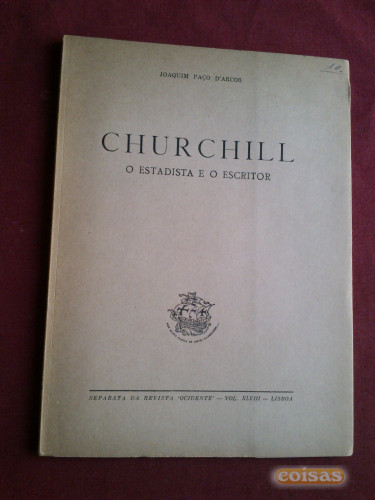 JOAQUIM PAÇO D'ARCOS
CHURCHILL
O ESTADISTA E O ESCRITOR
SEPARATA DA REVISTA 'OCIDENTE' — VOL. XLVIII — LISBOA
coisas